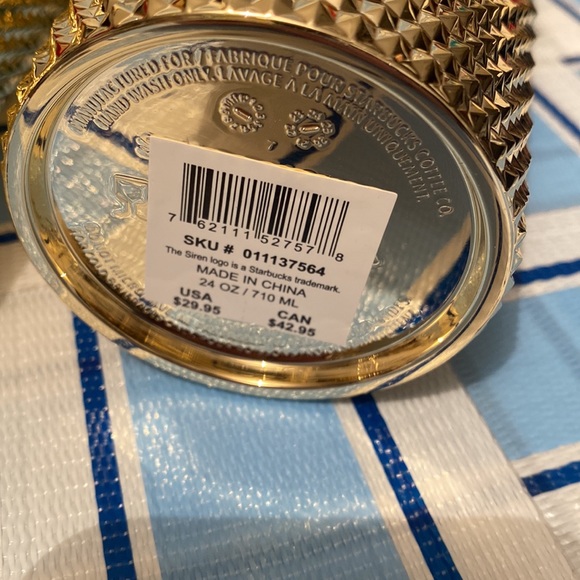 MANUFACTURED FOR / FABRIQUE POUR STARBUCKS COFFEE CO.
HAND WASH ONLY. LAVAGE A LA MAIN UNIQUEMENT.
7 62111 52757 8
SKU # 011137564
The Siren logo is a Starbucks trademark.
MADE IN CHINA
24 OZ / 710 ML
USA CAN
$29.95 $42.95